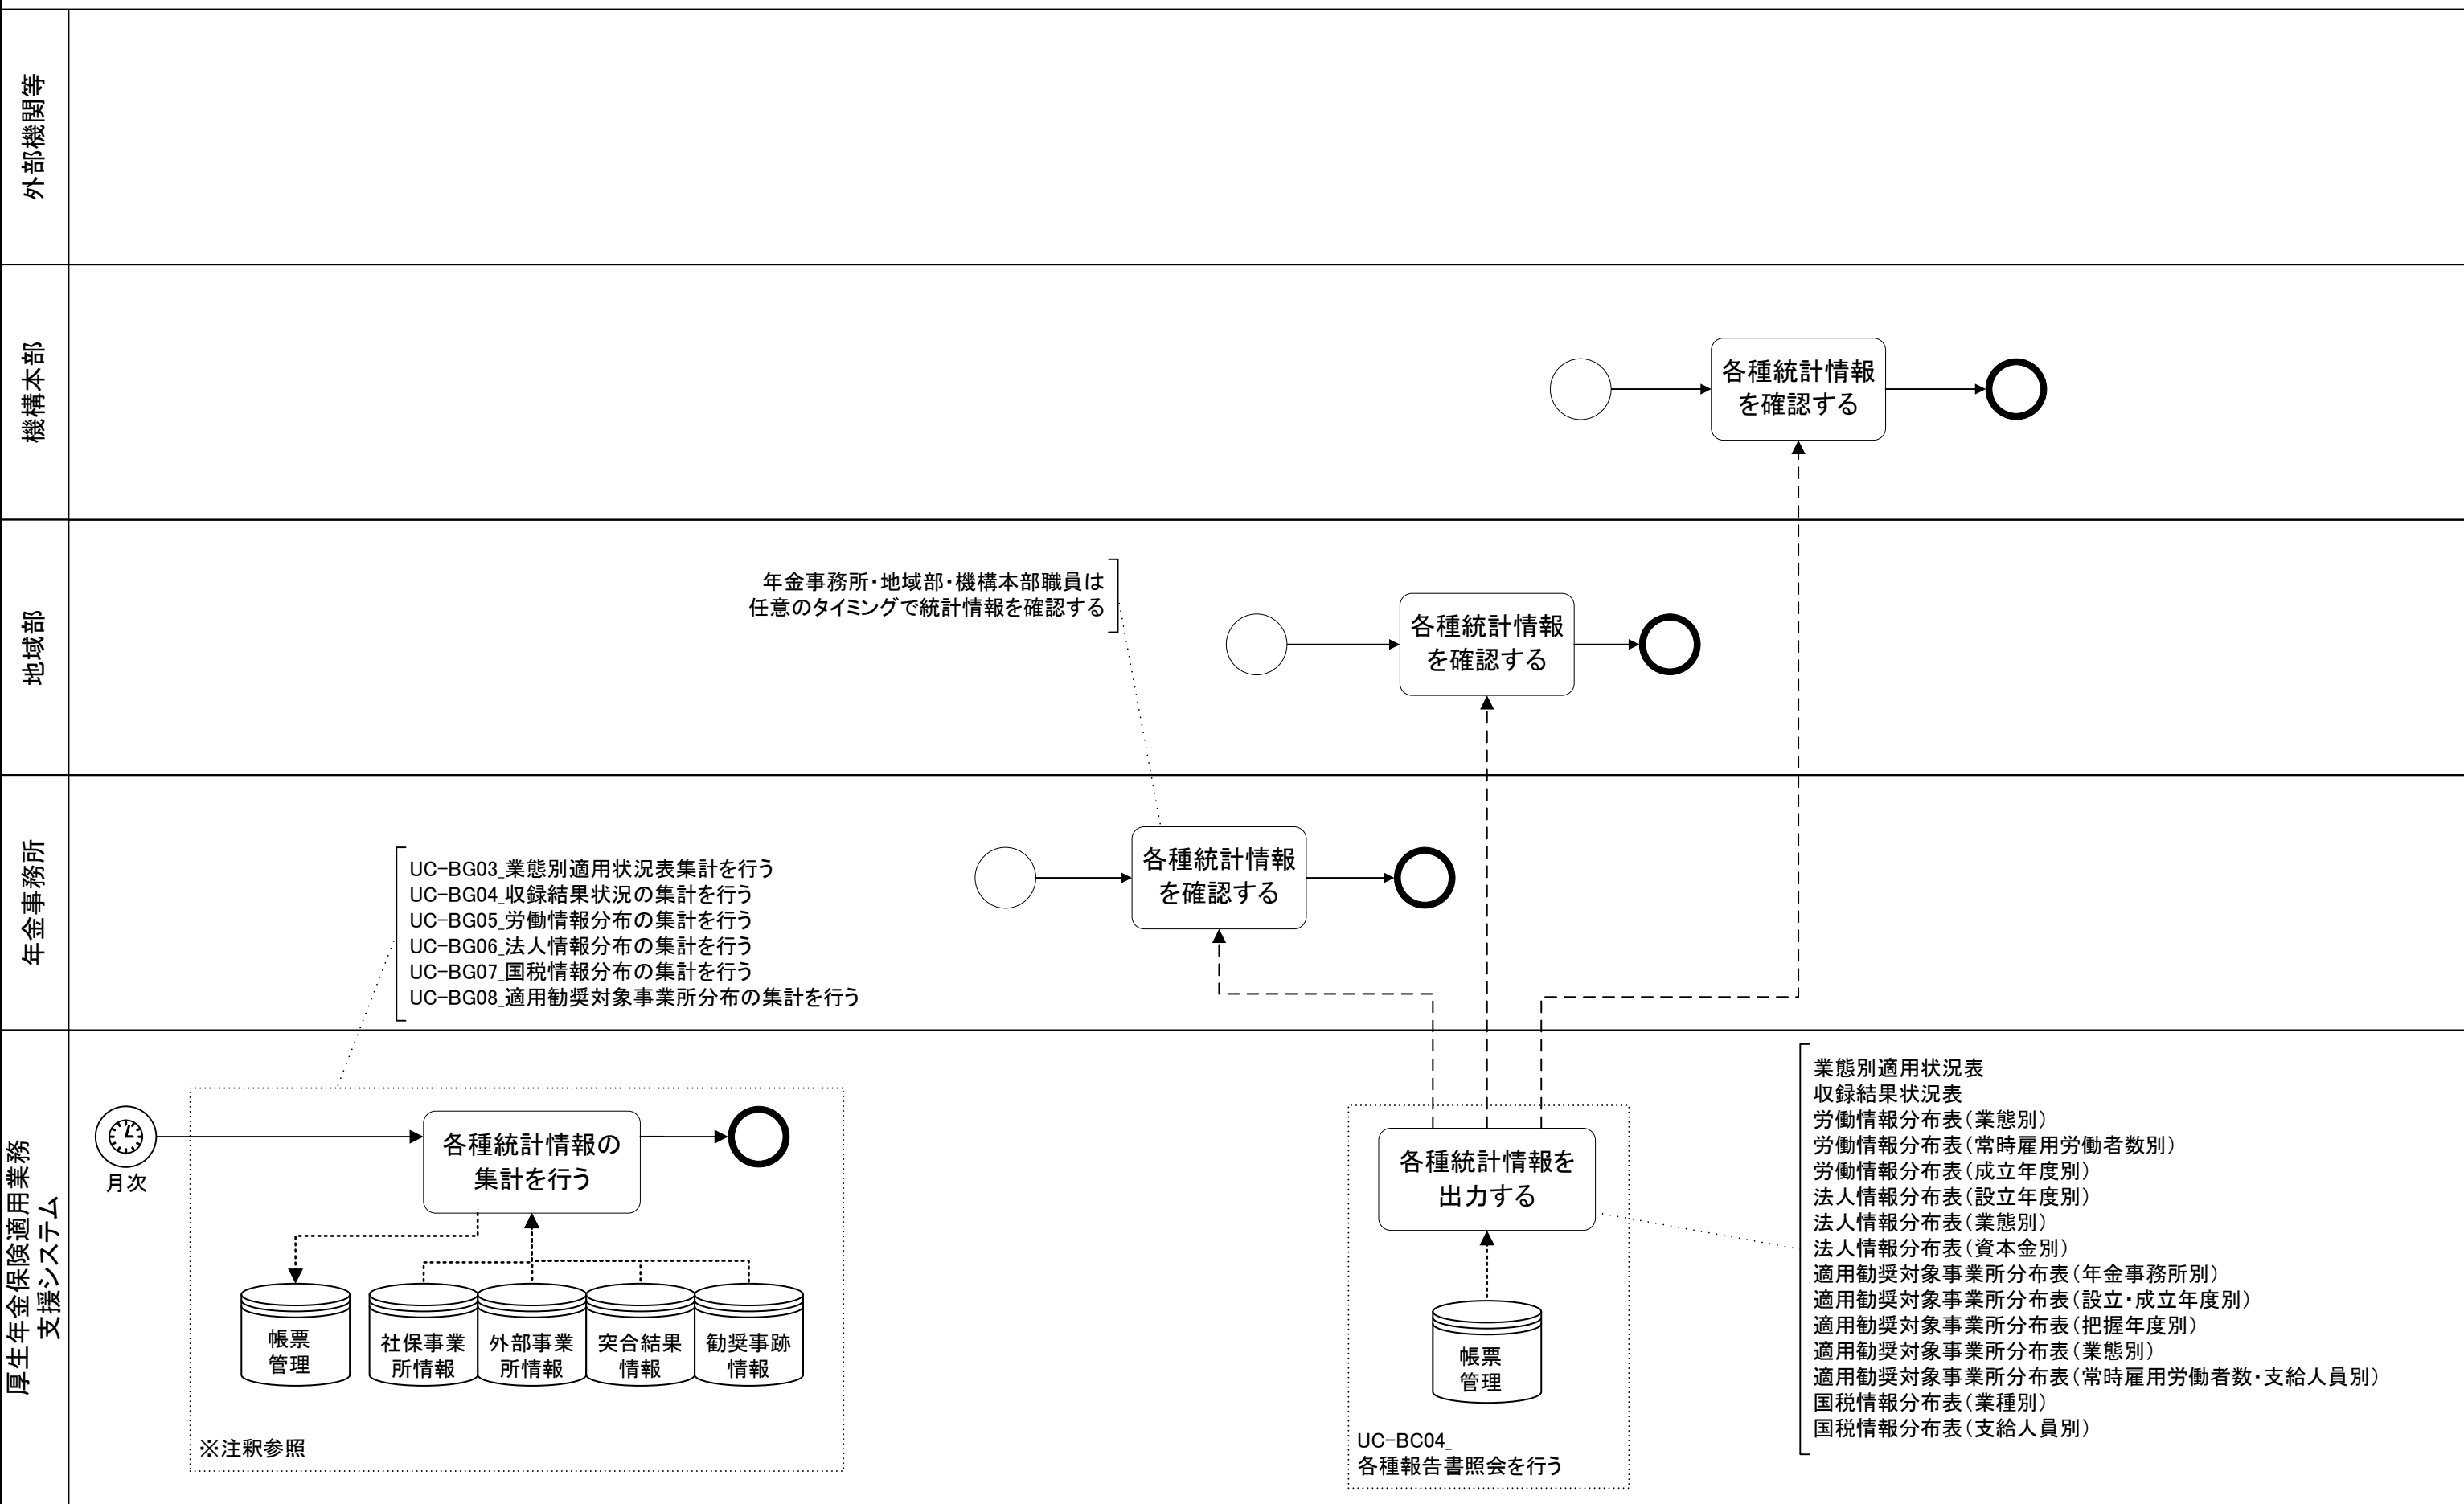 外部機関等
機構本部
各種統計情報
を確認する
地域部
年金事務所・地域部・機構本部職員は
任意のタイミングで統計情報を確認する
各種統計情報
を確認する
年金事務所
UC-BG03_業態別適用状況表集計を行う
UC-BG04_収録結果状況の集計を行う
UC-BG05_労働情報分布の集計を行う
UC-BG06_法人情報分布の集計を行う
UC-BG07_国税情報分布の集計を行う
UC-BG08_適用勧奨対象事業所分布の集計を行う
各種統計情報
を確認する
厚生年金保険適用業務
支援システム
月次
各種統計情報の
集計を行う
帳票
管理
社保事業
所情報
外部事業
所情報
突合結果
情報
勧奨事跡
情報
※注釈参照
各種統計情報を
出力する
帳票
管理
UC-BC04_
各種報告書照会を行う
業態別適用状況表
収録結果状況表
労働情報分布表（業態別）
労働情報分布表（常時雇用労働者数別）
労働情報分布表（成立年度別）
法人情報分布表（設立年度別）
法人情報分布表（業態別）
法人情報分布表（資本金別）
適用勧奨対象事業所分布表（年金事務所別）
適用勧奨対象事業所分布表（設立・成立年度別）
適用勧奨対象事業所分布表（把握年度別）
適用勧奨対象事業所分布表（業態別）
適用勧奨対象事業所分布表（常時雇用労働者数・支給人員別）
国税情報分布表（業種別）
国税情報分布表（支給人員別）